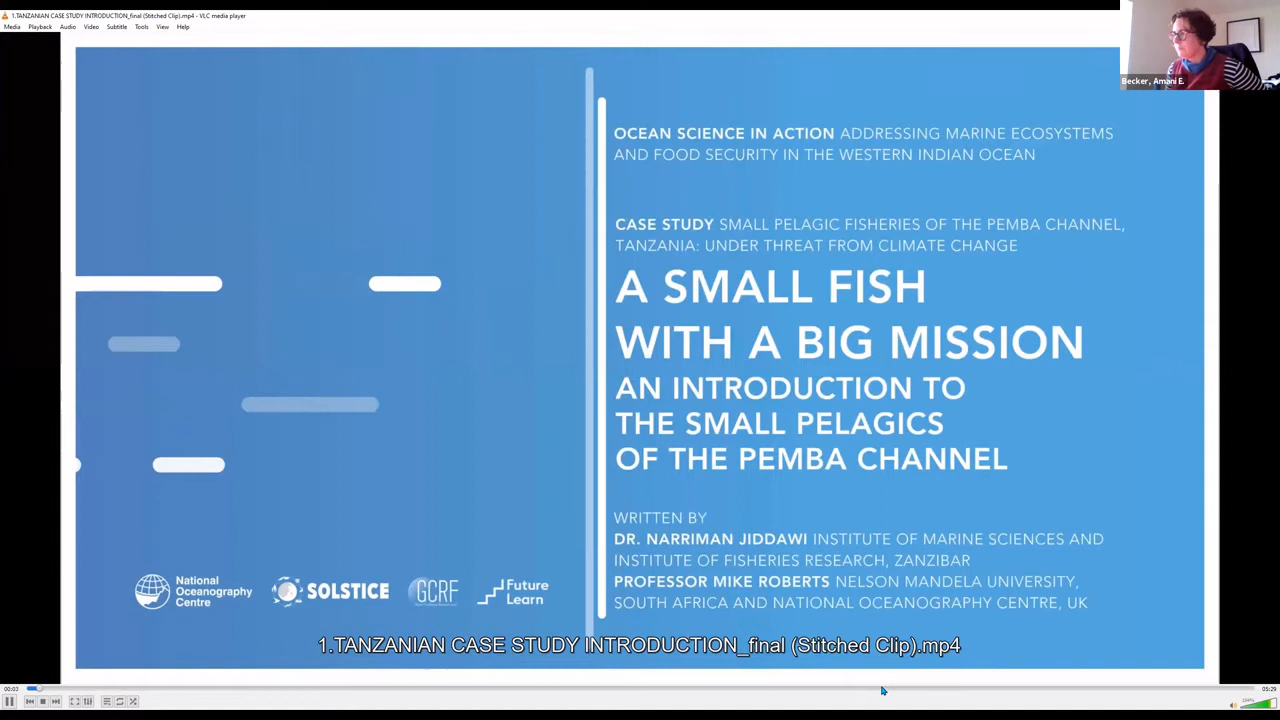 1.TANZANIAN CASE STUDY INTRODUCTION_final (Stitched Clip).mp4 - VLC media player
Media Playback Audio Video Subtitle Tools View Help
Becker, Amani E.
OCEAN SCIENCE IN ACTION ADDRESSING MARINE ECOSYSTEMS
AND FOOD SECURITY IN THE WESTERN INDIAN OCEAN
CASE STUDY SMALL PELAGIC FISHERIES OF THE PEMBA CHANNEL,
TANZANIA: UNDER THREAT FROM CLIMATE CHANGE
A SMALL FISH
WITH A BIG MISSION
AN INTRODUCTION TO
THE SMALL PELAGICS
OF THE PEMBA CHANNEL
WRITTEN BY
DR. NARRIMAN JIDDAWI INSTITUTE OF MARINE SCIENCES AND
INSTITUTE OF FISHERIES RESEARCH, ZANZIBAR
PROFESSOR MIKE ROBERTS NELSON MANDELA UNIVERSITY,
SOUTH AFRICA AND NATIONAL OCEANOGRAPHY CENTRE, UK
National
Oceanography
Centre
SOLSTICE
GCRF
Future
Learn
1.TANZANIAN CASE STUDY INTRODUCTION_final (Stitched Clip).mp4
00:03
05:29